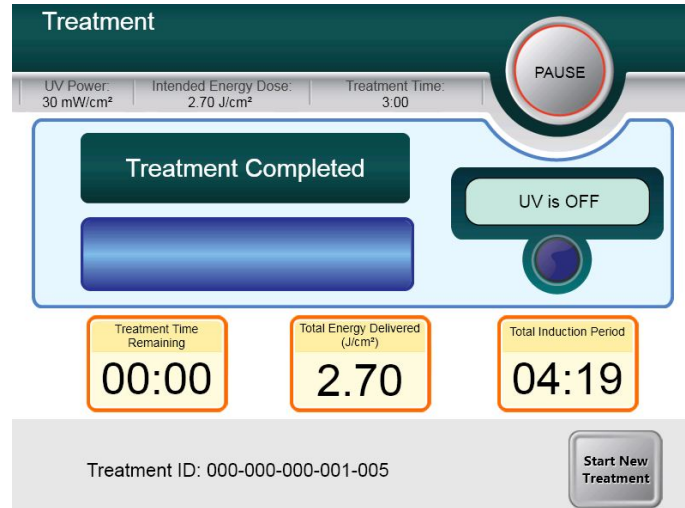 Treatment
PAUSE
UV Power:
30 mW/cm²
Intended Energy Dose:
2.70 J/cm²
Treatment Time:
3:00
Treatment Completed
UV is OFF
Treatment Time
Remaining
00:00
Total Energy Delivered
(J/cm²)
2.70
Total Induction Period
04:19
Treatment ID: 000-000-000-001-005
Start New
Treatment